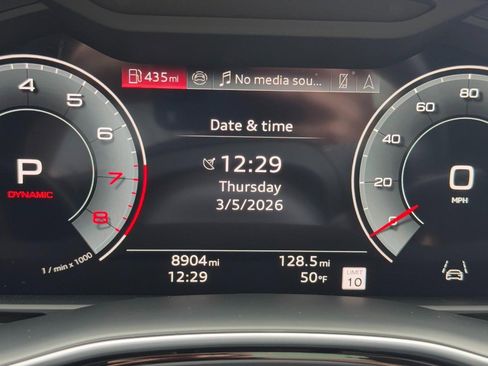 435 mi
No media sou...
Date & time
12:29
Thursday
3/5/2026
4
5
6
7
8
P
DYNAMIC
1 / min x 1000
80
60
40
20
0
0
MPH
8904 mi
128.5 mi
12:29
50°F
LIMIT
10